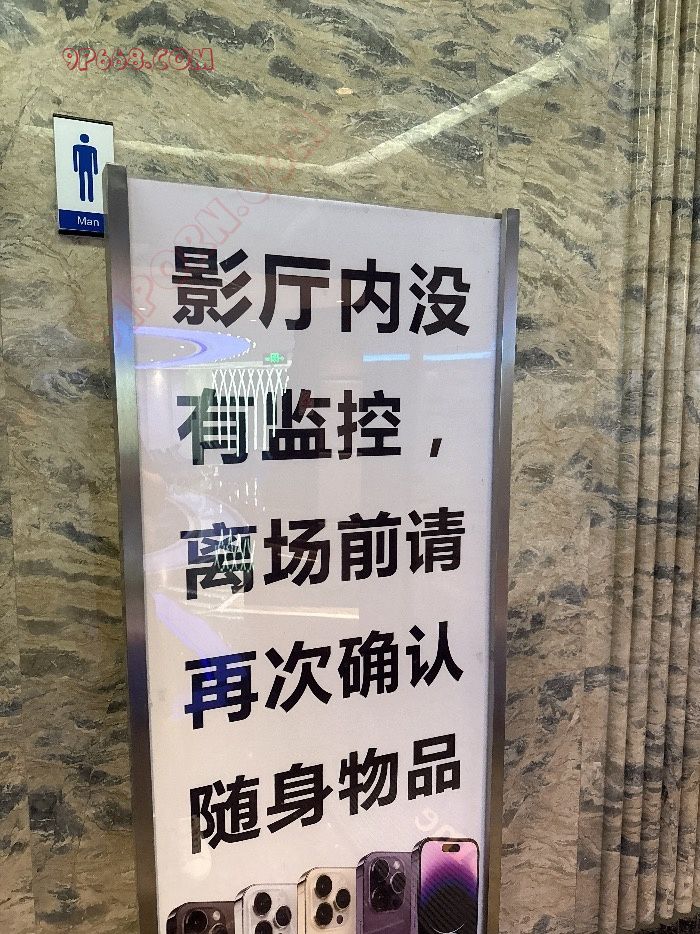 9P668.COM
Man
影厅内没
有监控，
离场前请
再次确认
随身物品